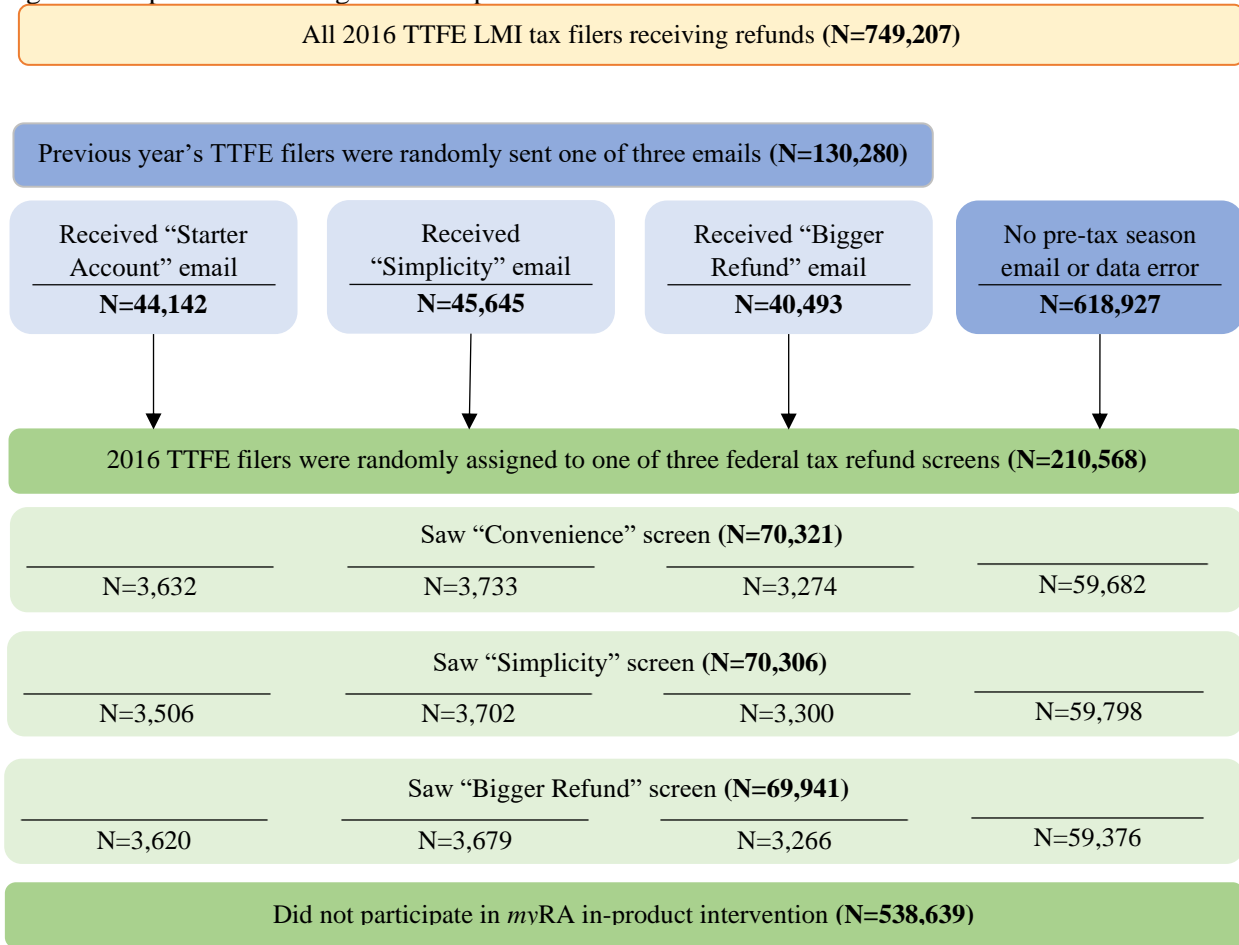 All 2016 TTFE LMI tax filers receiving refunds (N=749,207)
Previous year's TTFE filers were randomly sent one of three emails (N=130,280)
Received “Starter
Account” email
N=44,142
Received
“Simplicity” email
N=45,645
Received “Bigger
Refund” email
N=40,493
No pre-tax season
email or data error
N=618,927
2016 TTFE filers were randomly assigned to one of three federal tax refund screens (N=210,568)
Saw “Convenience” screen (N=70,321)
N=3,632 N=3,733 N=3,274 N=59,682
Saw “Simplicity” screen (N=70,306)
N=3,506 N=3,702 N=3,300 N=59,798
Saw “Bigger Refund” screen (N=69,941)
N=3,620 N=3,679 N=3,266 N=59,376
Did not participate in myRA in-product intervention (N=538,639)